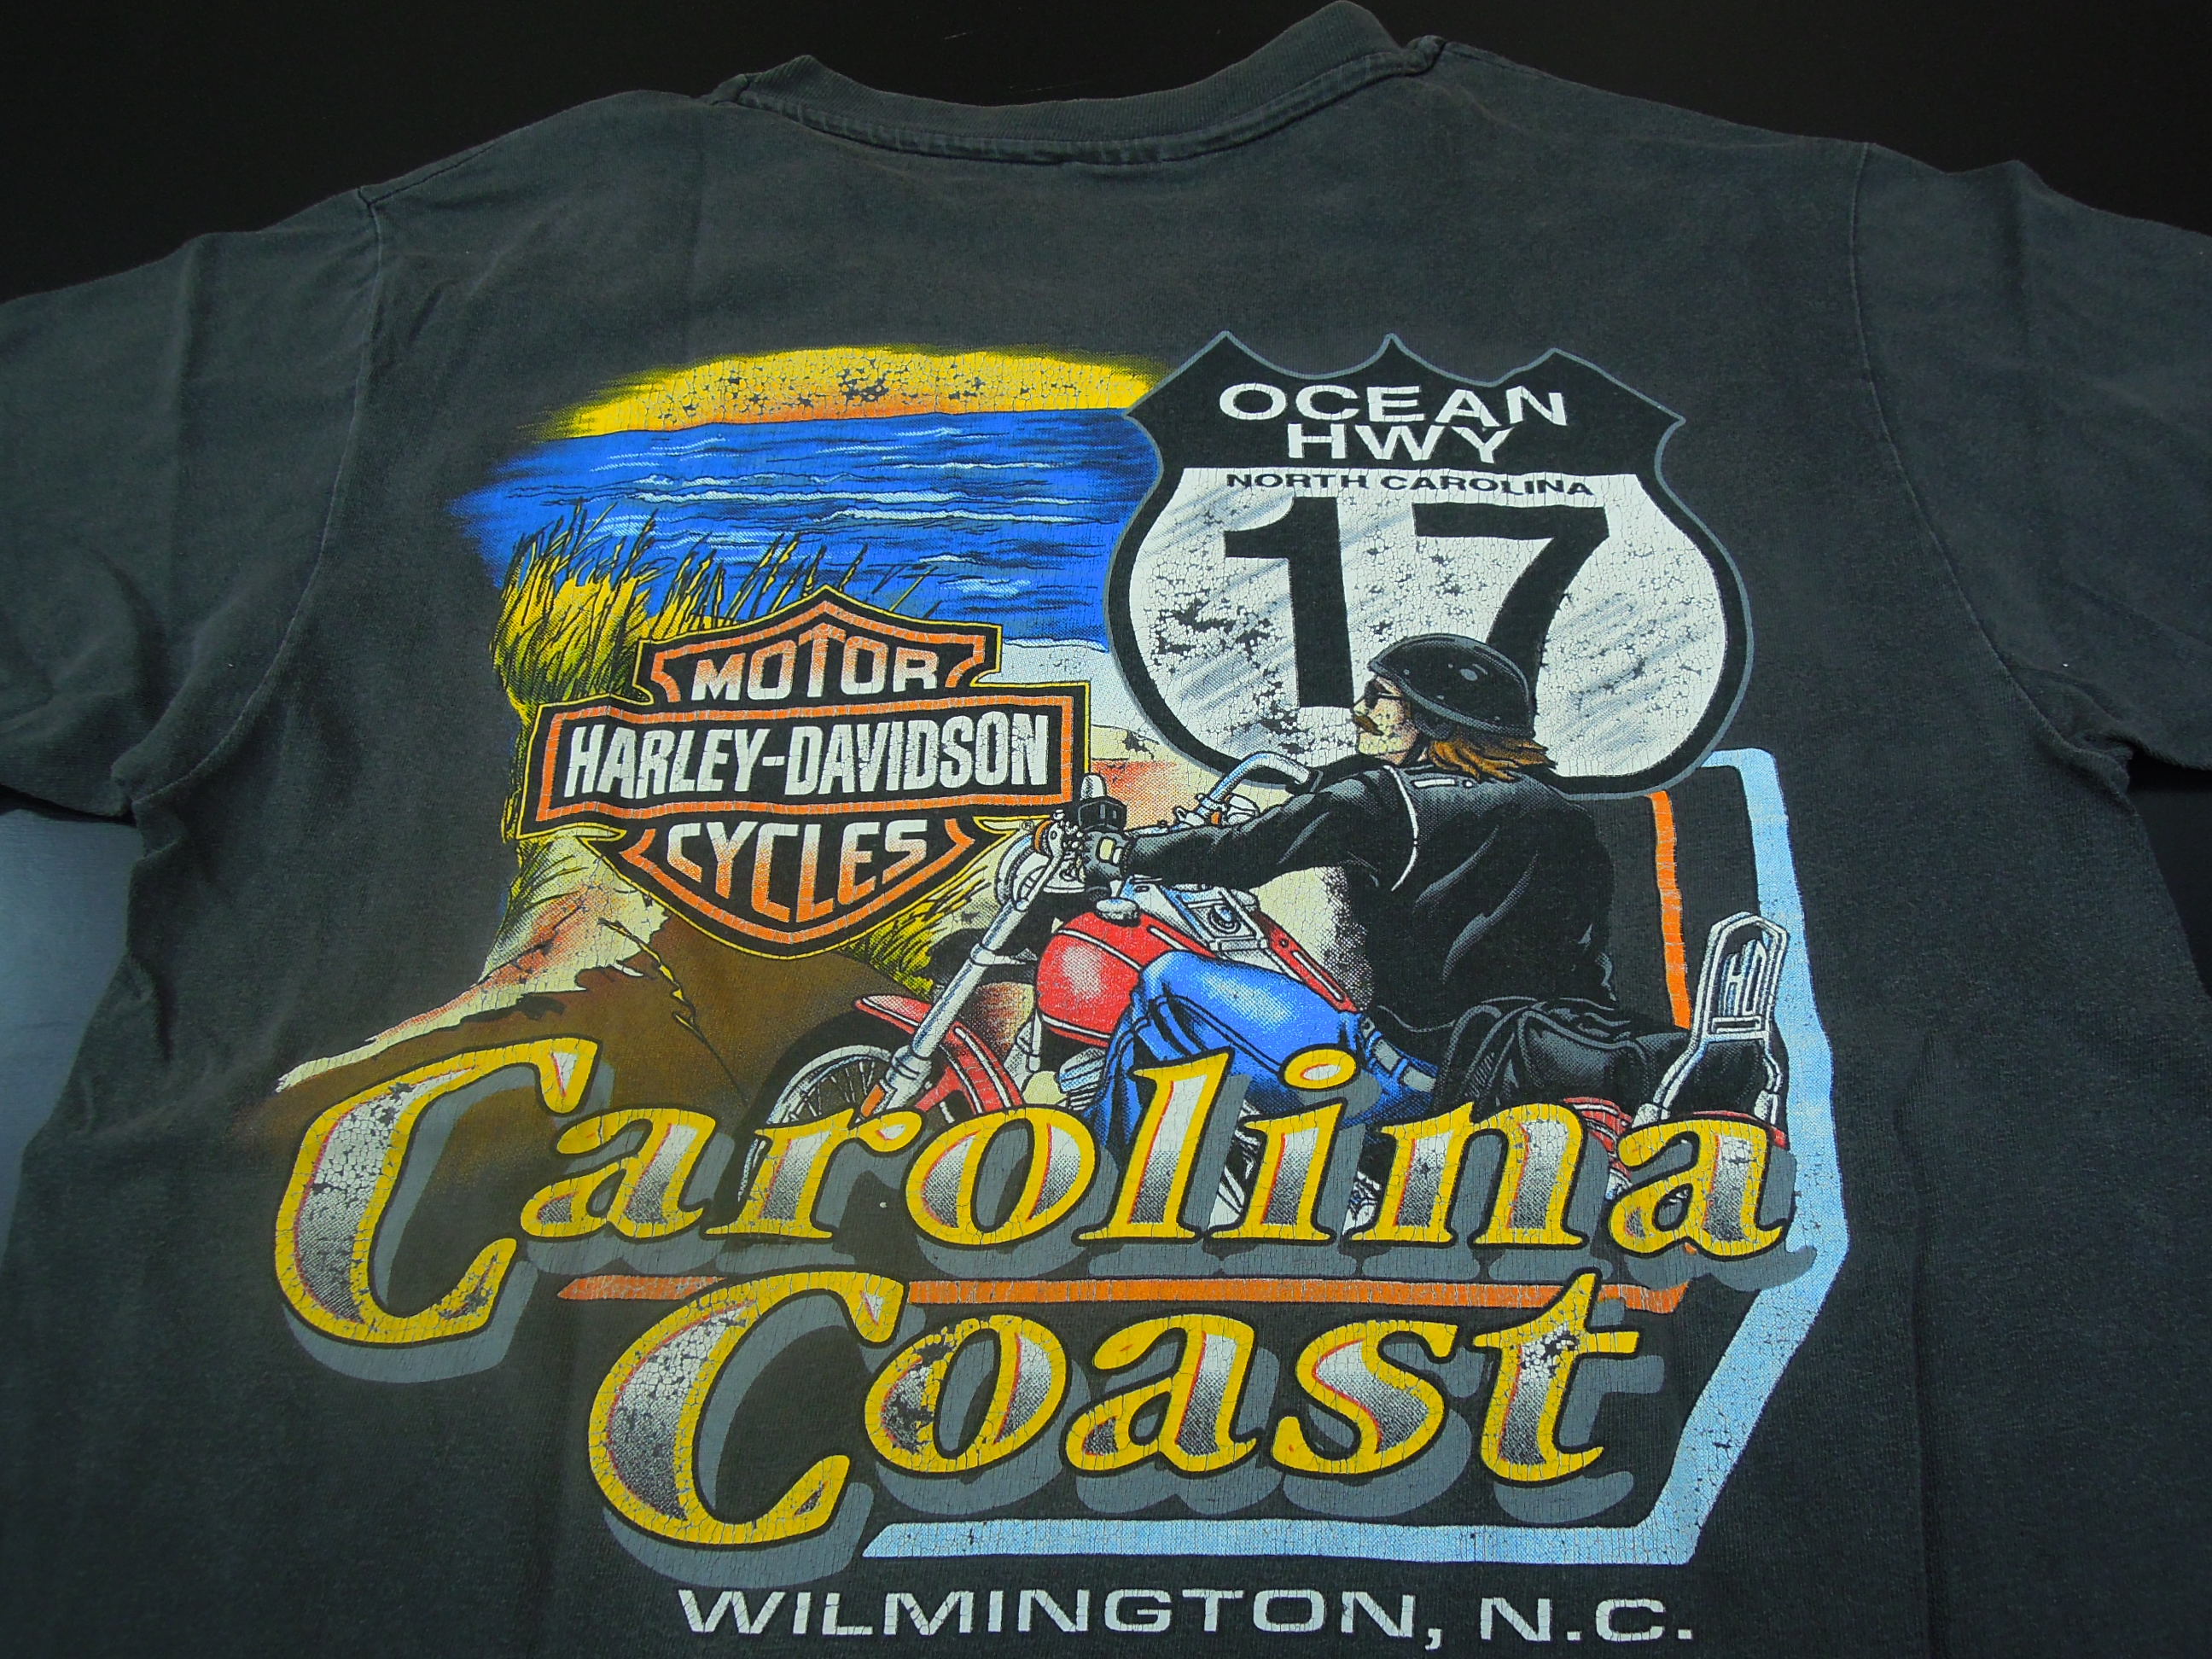 OCEAN
HWY
NORTH CAROLINA
17
MOTOR
HARLEY-DAVIDSON
CYCLES
Carolina
Coast
WILMINGTON, N.C.